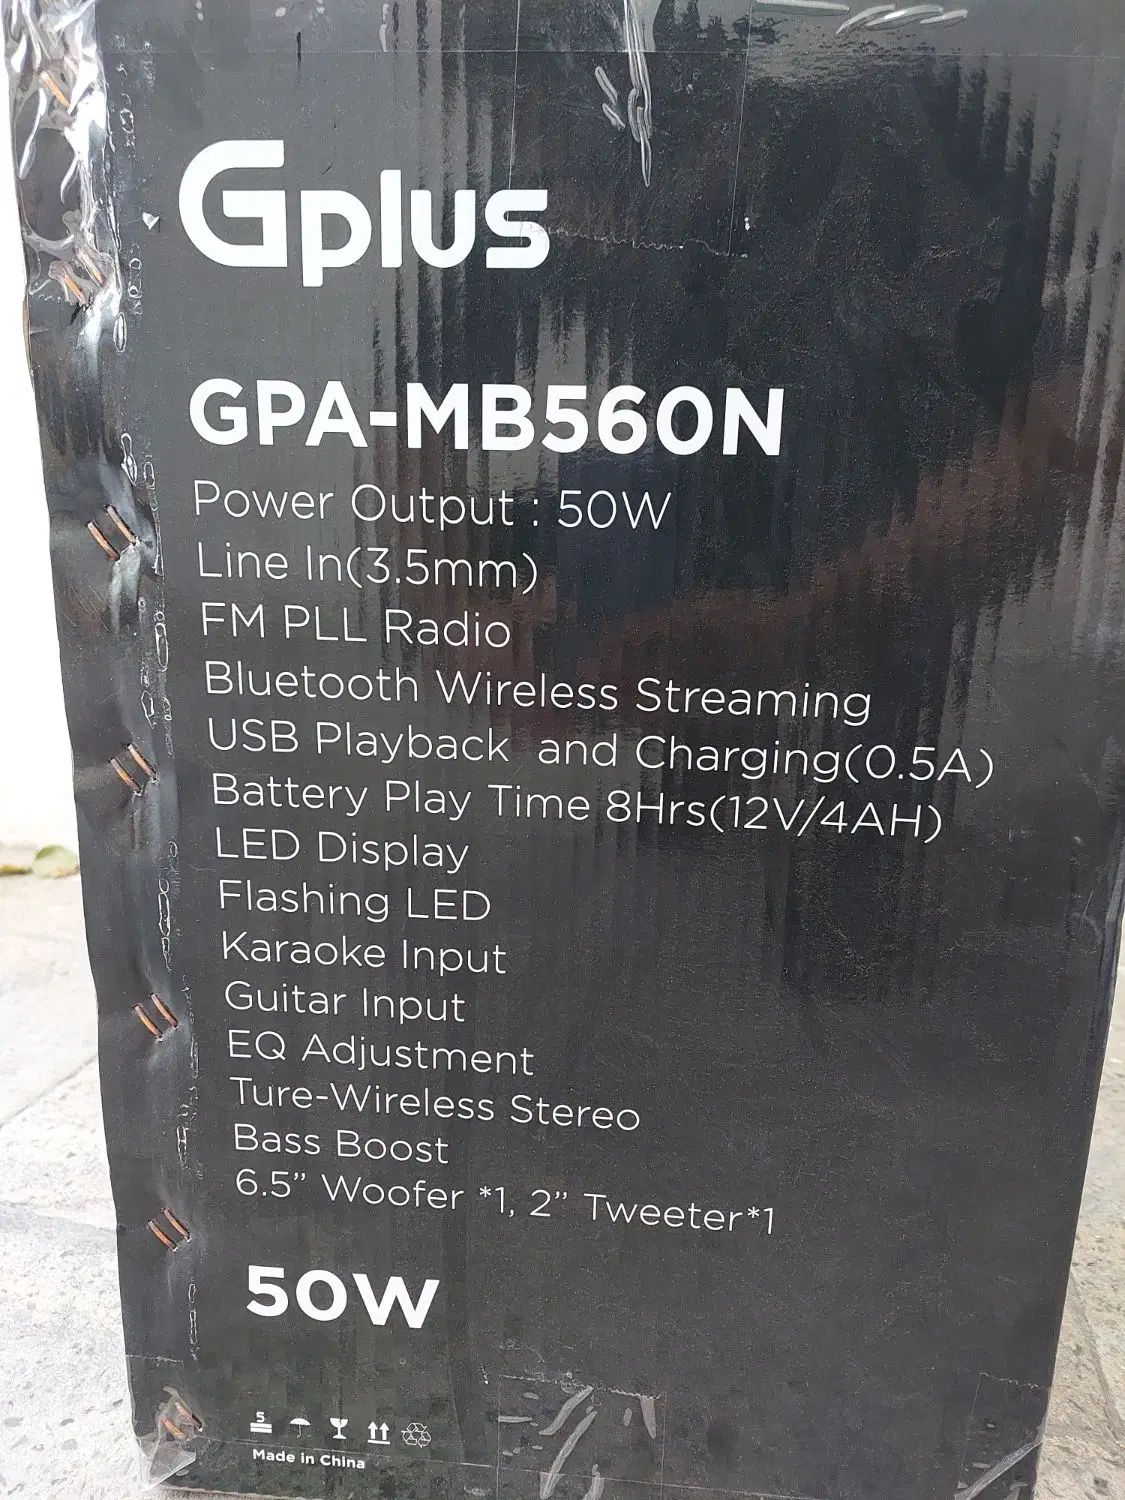 Gplus
GPA-MB560N
Power Output : 50W
Line In(3.5mm)
FM PLL Radio
Bluetooth Wireless Streaming
USB Playback and Charging(0.5A)
Battery Play Time 8Hrs(12V/4AH)
LED Display
Flashing LED
Karaoke Input
Guitar Input
EQ Adjustment
Ture-Wireless Stereo
Bass Boost
6.5” Woofer *1, 2” Tweeter*1
50W
5
Made in China